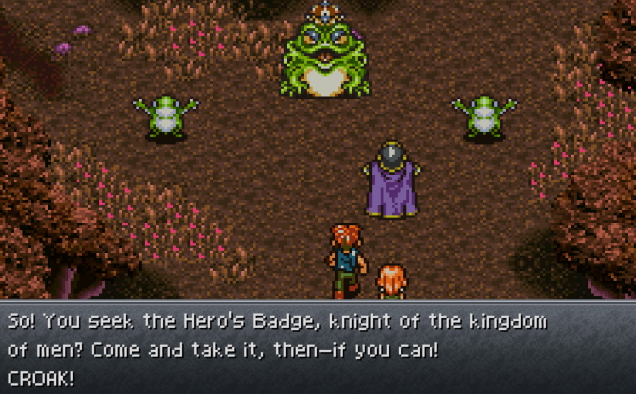 So! You seek the Hero's Badge, knight of the kingdom
of men? Come and take it, then—if you can!
CROAK!